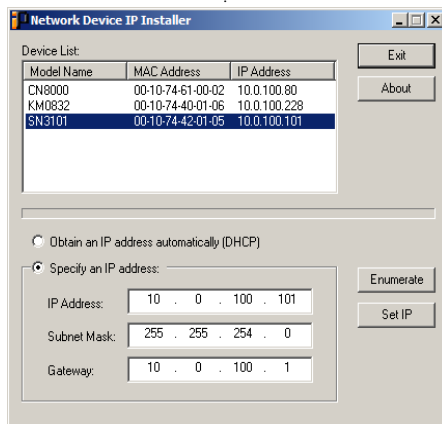 Network Device IP Installer
Device List:
Exit
Model Name MAC Address IP Address
CN8000 00-10-74-61-00-02 10.0.100.80
About
KM0832 00-10-74-40-01-06 10.0.100.228
SN3101 00-10-74-42-01-05 10.0.100.101
Obtain an IP address automatically (DHCP)
Specify an IP address:
Enumerate
IP Address: 10 . 0 . 100 . 101
Set IP
Subnet Mask: 255 . 255 . 254 . 0
Gateway: 10 . 0 . 100 . 1